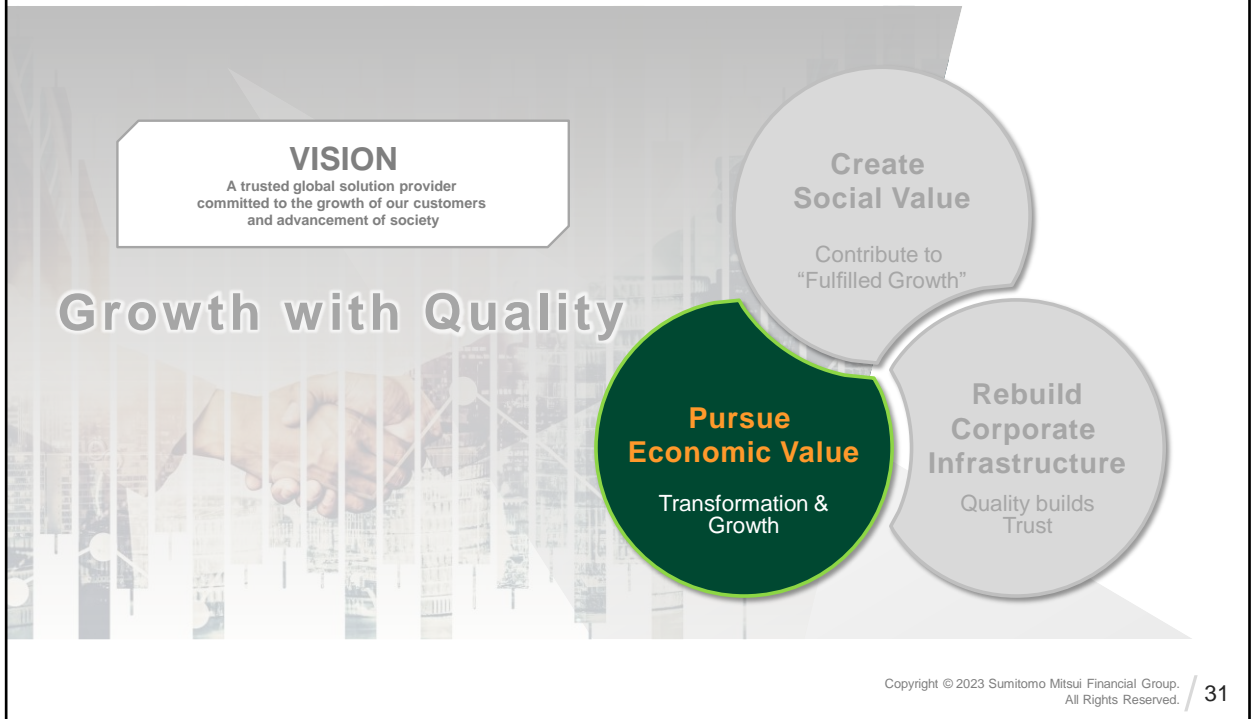 VISION
A trusted global solution provider
committed to the growth of our customers
and advancement of society
Growth with Quality
Create
Social Value
Contribute to
“Fulfilled Growth”
Pursue
Economic Value
Transformation &
Growth
Rebuild
Corporate
Infrastructure
Quality builds
Trust
Copyright © 2023 Sumitomo Mitsui Financial Group.
All Rights Reserved.
31